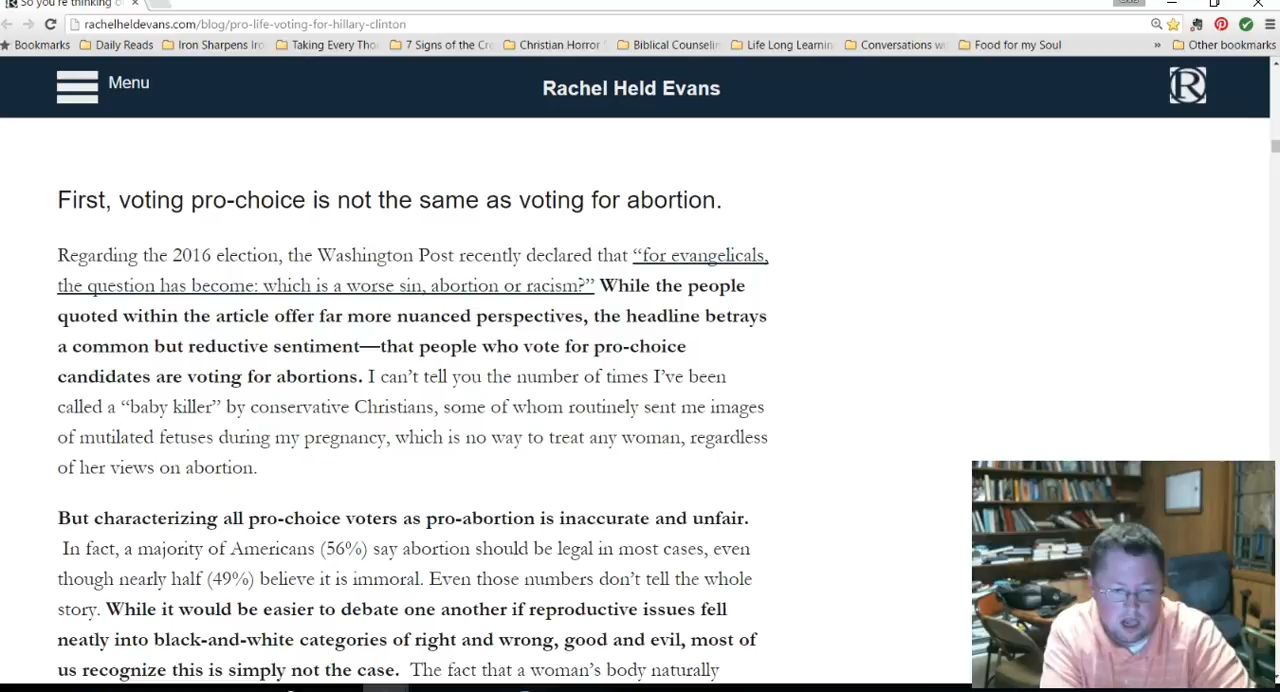 So you're thinking o
rachelheldevans.com/blog/pro-life-voting-for-hillary-clinton
Bookmarks Daily Reads Iron Sharpens Iro Taking Every Tho 7 Signs of the Cre Christian Horror Biblical Counselin Life Long Learnin Conversations wi Food for my Soul » Other bookmarks
Menu Rachel Held Evans R
First, voting pro-choice is not the same as voting for abortion.
Regarding the 2016 election, the Washington Post recently declared that “for evangelicals,
the question has become: which is a worse sin, abortion or racism?” While the people
quoted within the article offer far more nuanced perspectives, the headline betrays
a common but reductive sentiment—that people who vote for pro-choice
candidates are voting for abortions. I can’t tell you the number of times I’ve been
called a “baby killer” by conservative Christians, some of whom routinely sent me images
of mutilated fetuses during my pregnancy, which is no way to treat any woman, regardless
of her views on abortion.
But characterizing all pro-choice voters as pro-abortion is inaccurate and unfair.
In fact, a majority of Americans (56%) say abortion should be legal in most cases, even
though nearly half (49%) believe it is immoral. Even those numbers don’t tell the whole
story. While it would be easier to debate one another if reproductive issues fell
neatly into black-and-white categories of right and wrong, good and evil, most of
us recognize this is simply not the case. The fact that a woman’s body naturally